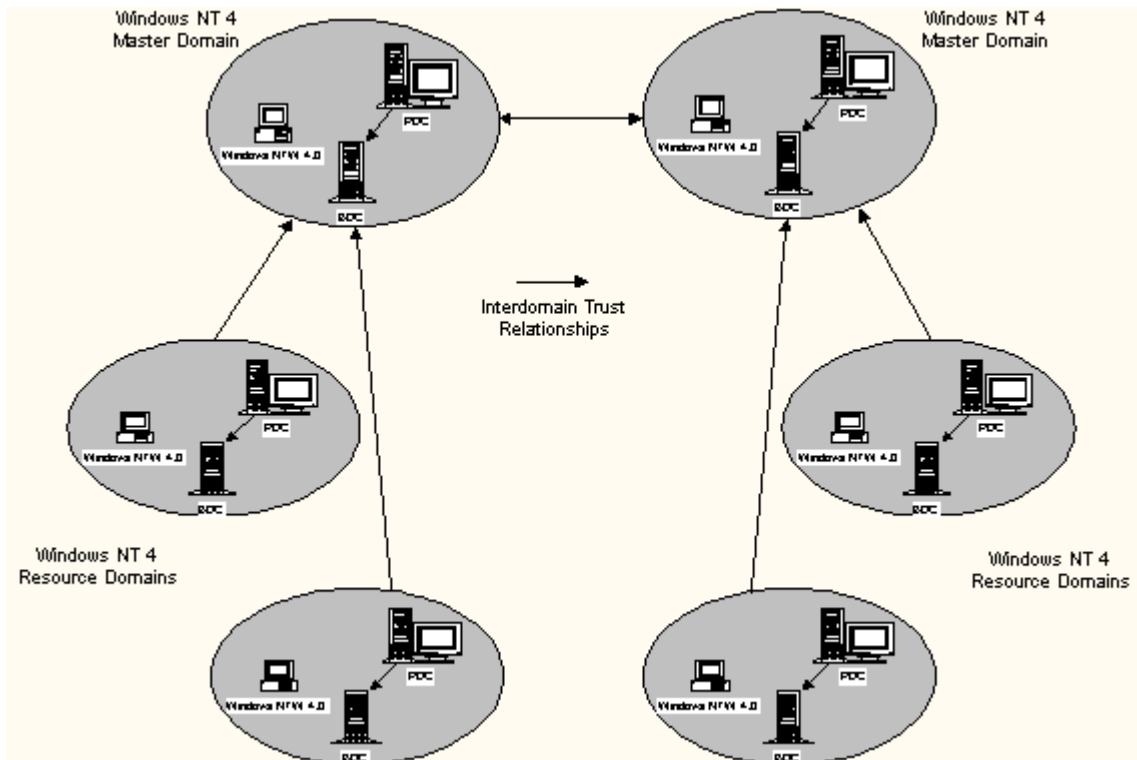 Windows NT 4
Master Domain
Windows NT 4
Master Domain
PDC
Windows NTW 4.0
BDC
PDC
Windows NTW 4.0
BDC
Interdomain Trust
Relationships
PDC
Windows NTW 4.0
BDC
PDC
Windows NTW 4.0
BDC
Windows NT 4
Resource Domains
Windows NT 4
Resource Domains
PDC
Windows NTW 4.0
BDC
PDC
Windows NTW 4.0
BDC